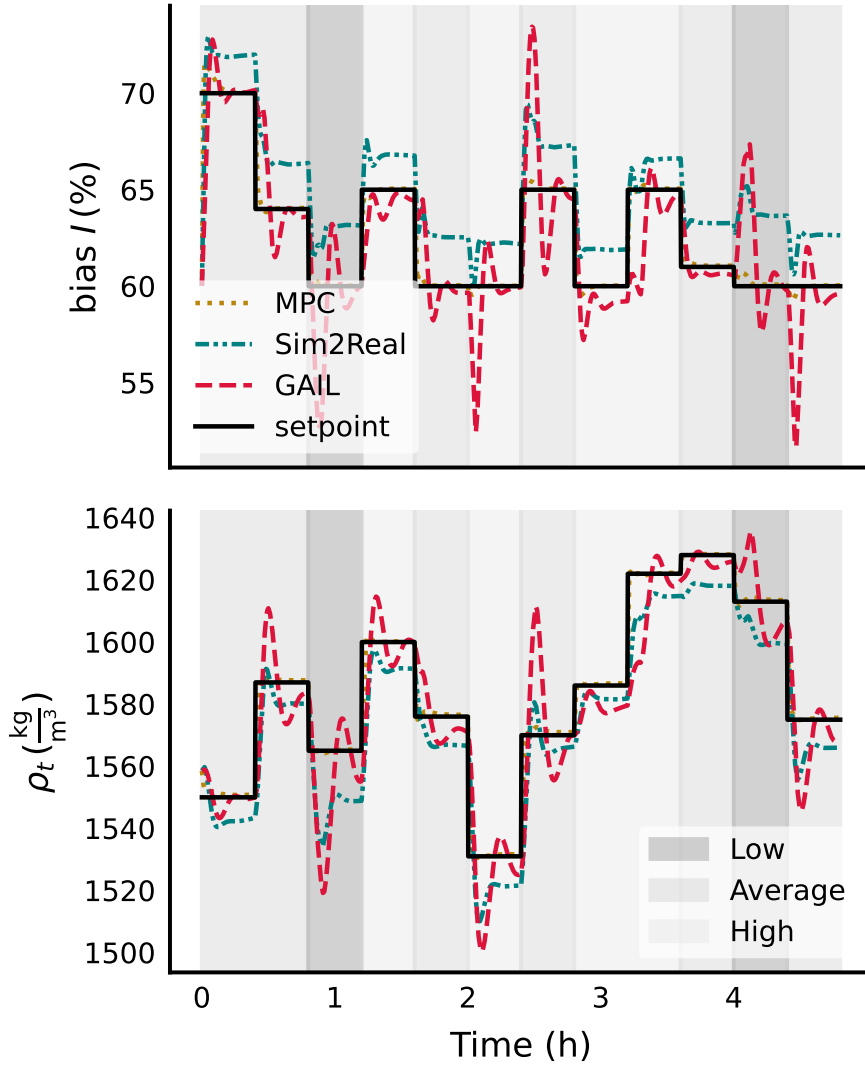 70
65
60
55
bias I (%)
MPC
Sim2Real
GAIL
setpoint
1640
1620
1600
1580
1560
1540
1520
1500
ρt (kg/m³)
Low
Average
High
0 1 2 3 4
Time (h)